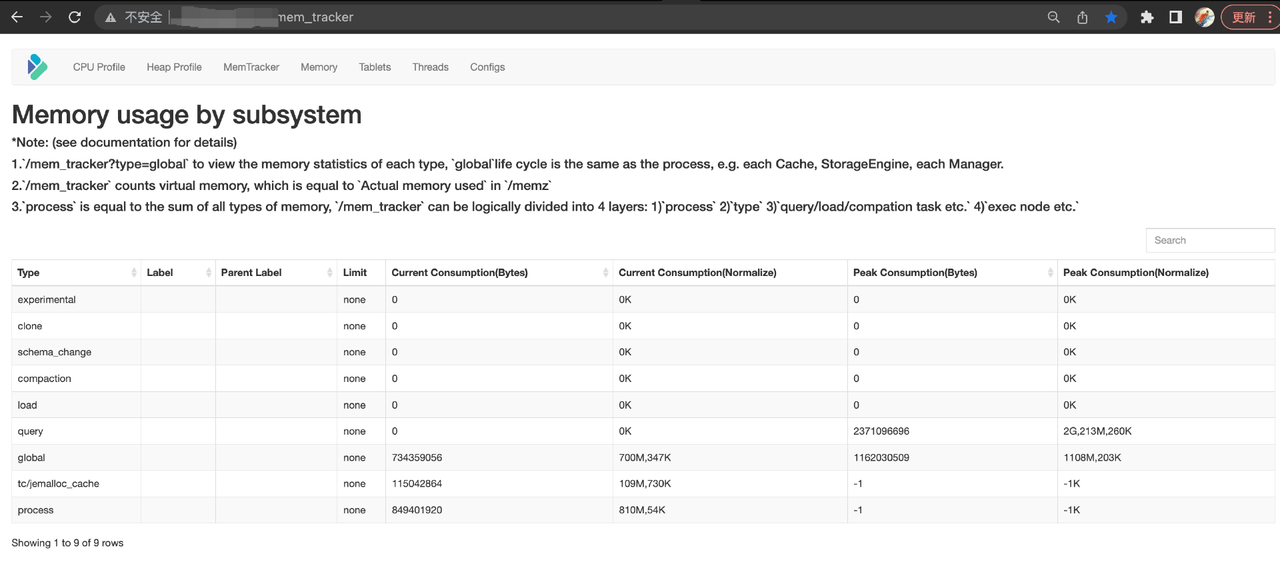 不安全
mem_tracker
更新
CPU Profile Heap Profile MemTracker Memory Tablets Threads Configs
Memory usage by subsystem
*Note: (see documentation for details)
1.`/mem_tracker?type=global` to view the memory statistics of each type, `global`life cycle is the same as the process, e.g. each Cache, StorageEngine, each Manager.
2.`/mem_tracker` counts virtual memory, which is equal to `Actual memory used` in `/memz`
3.`process` is equal to the sum of all types of memory, `/mem_tracker` can be logically divided into 4 layers: 1)`process` 2)`type` 3)`query/load/compation task etc.` 4)`exec node etc.`
Search
Type Label Parent Label Limit Current Consumption(Bytes) Current Consumption(Normalize) Peak Consumption(Bytes) Peak Consumption(Normalize)
experimental none 0 0K 0 0K
clone none 0 0K 0 0K
schema_change none 0 0K 0 0K
compaction none 0 0K 0 0K
load none 0 0K 0 0K
query none 0 0K 2371096696 2G,213M,260K
global none 734359056 700M,347K 1162030509 1108M,203K
tc/jemalloc_cache none 115042864 109M,730K -1 -1K
process none 849401920 810M,54K -1 -1K
Showing 1 to 9 of 9 rows